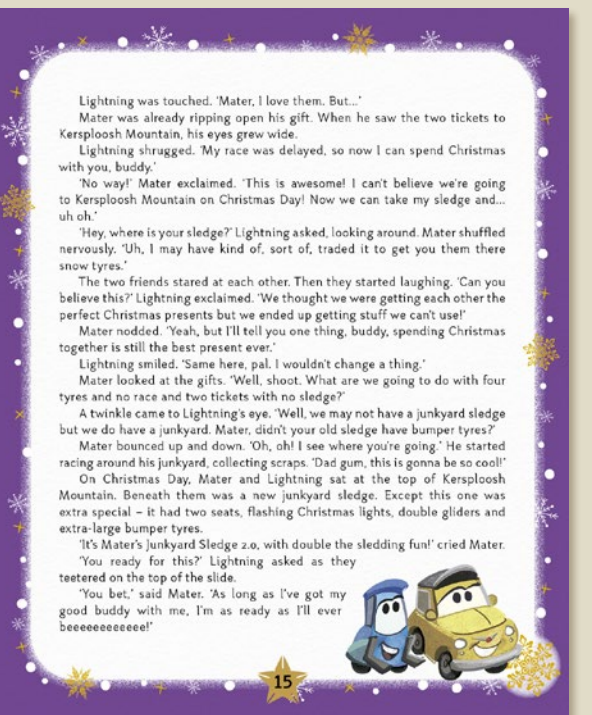 Lightning was touched. ‘Mater, I love them. But...’
Mater was already ripping open his gift. When he saw the two tickets to
Kersploosh Mountain, his eyes grew wide.
Lightning shrugged. ‘My race was delayed, so now I can spend Christmas
with you, buddy.’
‘No way!’ Mater exclaimed. ‘This is awesome! I can’t believe we’re going
to Kersploosh Mountain on Christmas Day! Now we can take my sledge and...
uh oh.’
‘Hey, where is your sledge?’ Lightning asked, looking around. Mater shuffled
nervously. ‘Uh, I may have kind of, sort of, traded it to get you them there
snow tyres.’
The two friends stared at each other. Then they started laughing. ‘Can you
believe this?’ Lightning exclaimed. ‘We thought we were getting each other the
perfect Christmas presents but we ended up getting stuff we can’t use!’
Mater nodded. ‘Yeah, but I’ll tell you one thing, buddy, spending Christmas
together is still the best present ever.’
Lightning smiled. ‘Same here, pal. I wouldn’t change a thing.’
Mater looked at the gifts. ‘Well, shoot. What are we going to do with four
tyres and no race and two tickets with no sledge?’
A twinkle came to Lightning’s eye. ‘Well, we may not have a junkyard sledge
but we do have a junkyard. Mater, didn’t your old sledge have bumper tyres?’
Mater bounced up and down. ‘Oh, oh! I see where you’re going.’ He started
racing around his junkyard, collecting scraps. ‘Dad gum, this is gonna be so cool!’
On Christmas Day, Mater and Lightning sat at the top of Kersploosh
Mountain. Beneath them was a new junkyard sledge. Except this one was
extra special – it had two seats, flashing Christmas lights, double gliders and
extra-large bumper tyres.
‘It’s Mater’s Junkyard Sledge 2.0, with double the sledding fun!’ cried Mater.
‘You ready for this?’ Lightning asked as they
teetered on the top of the slide.
‘You bet,’ said Mater. ‘As long as I’ve got my
good buddy with me, I’m as ready as I’ll ever
beeeeeeeeeeee!’
15